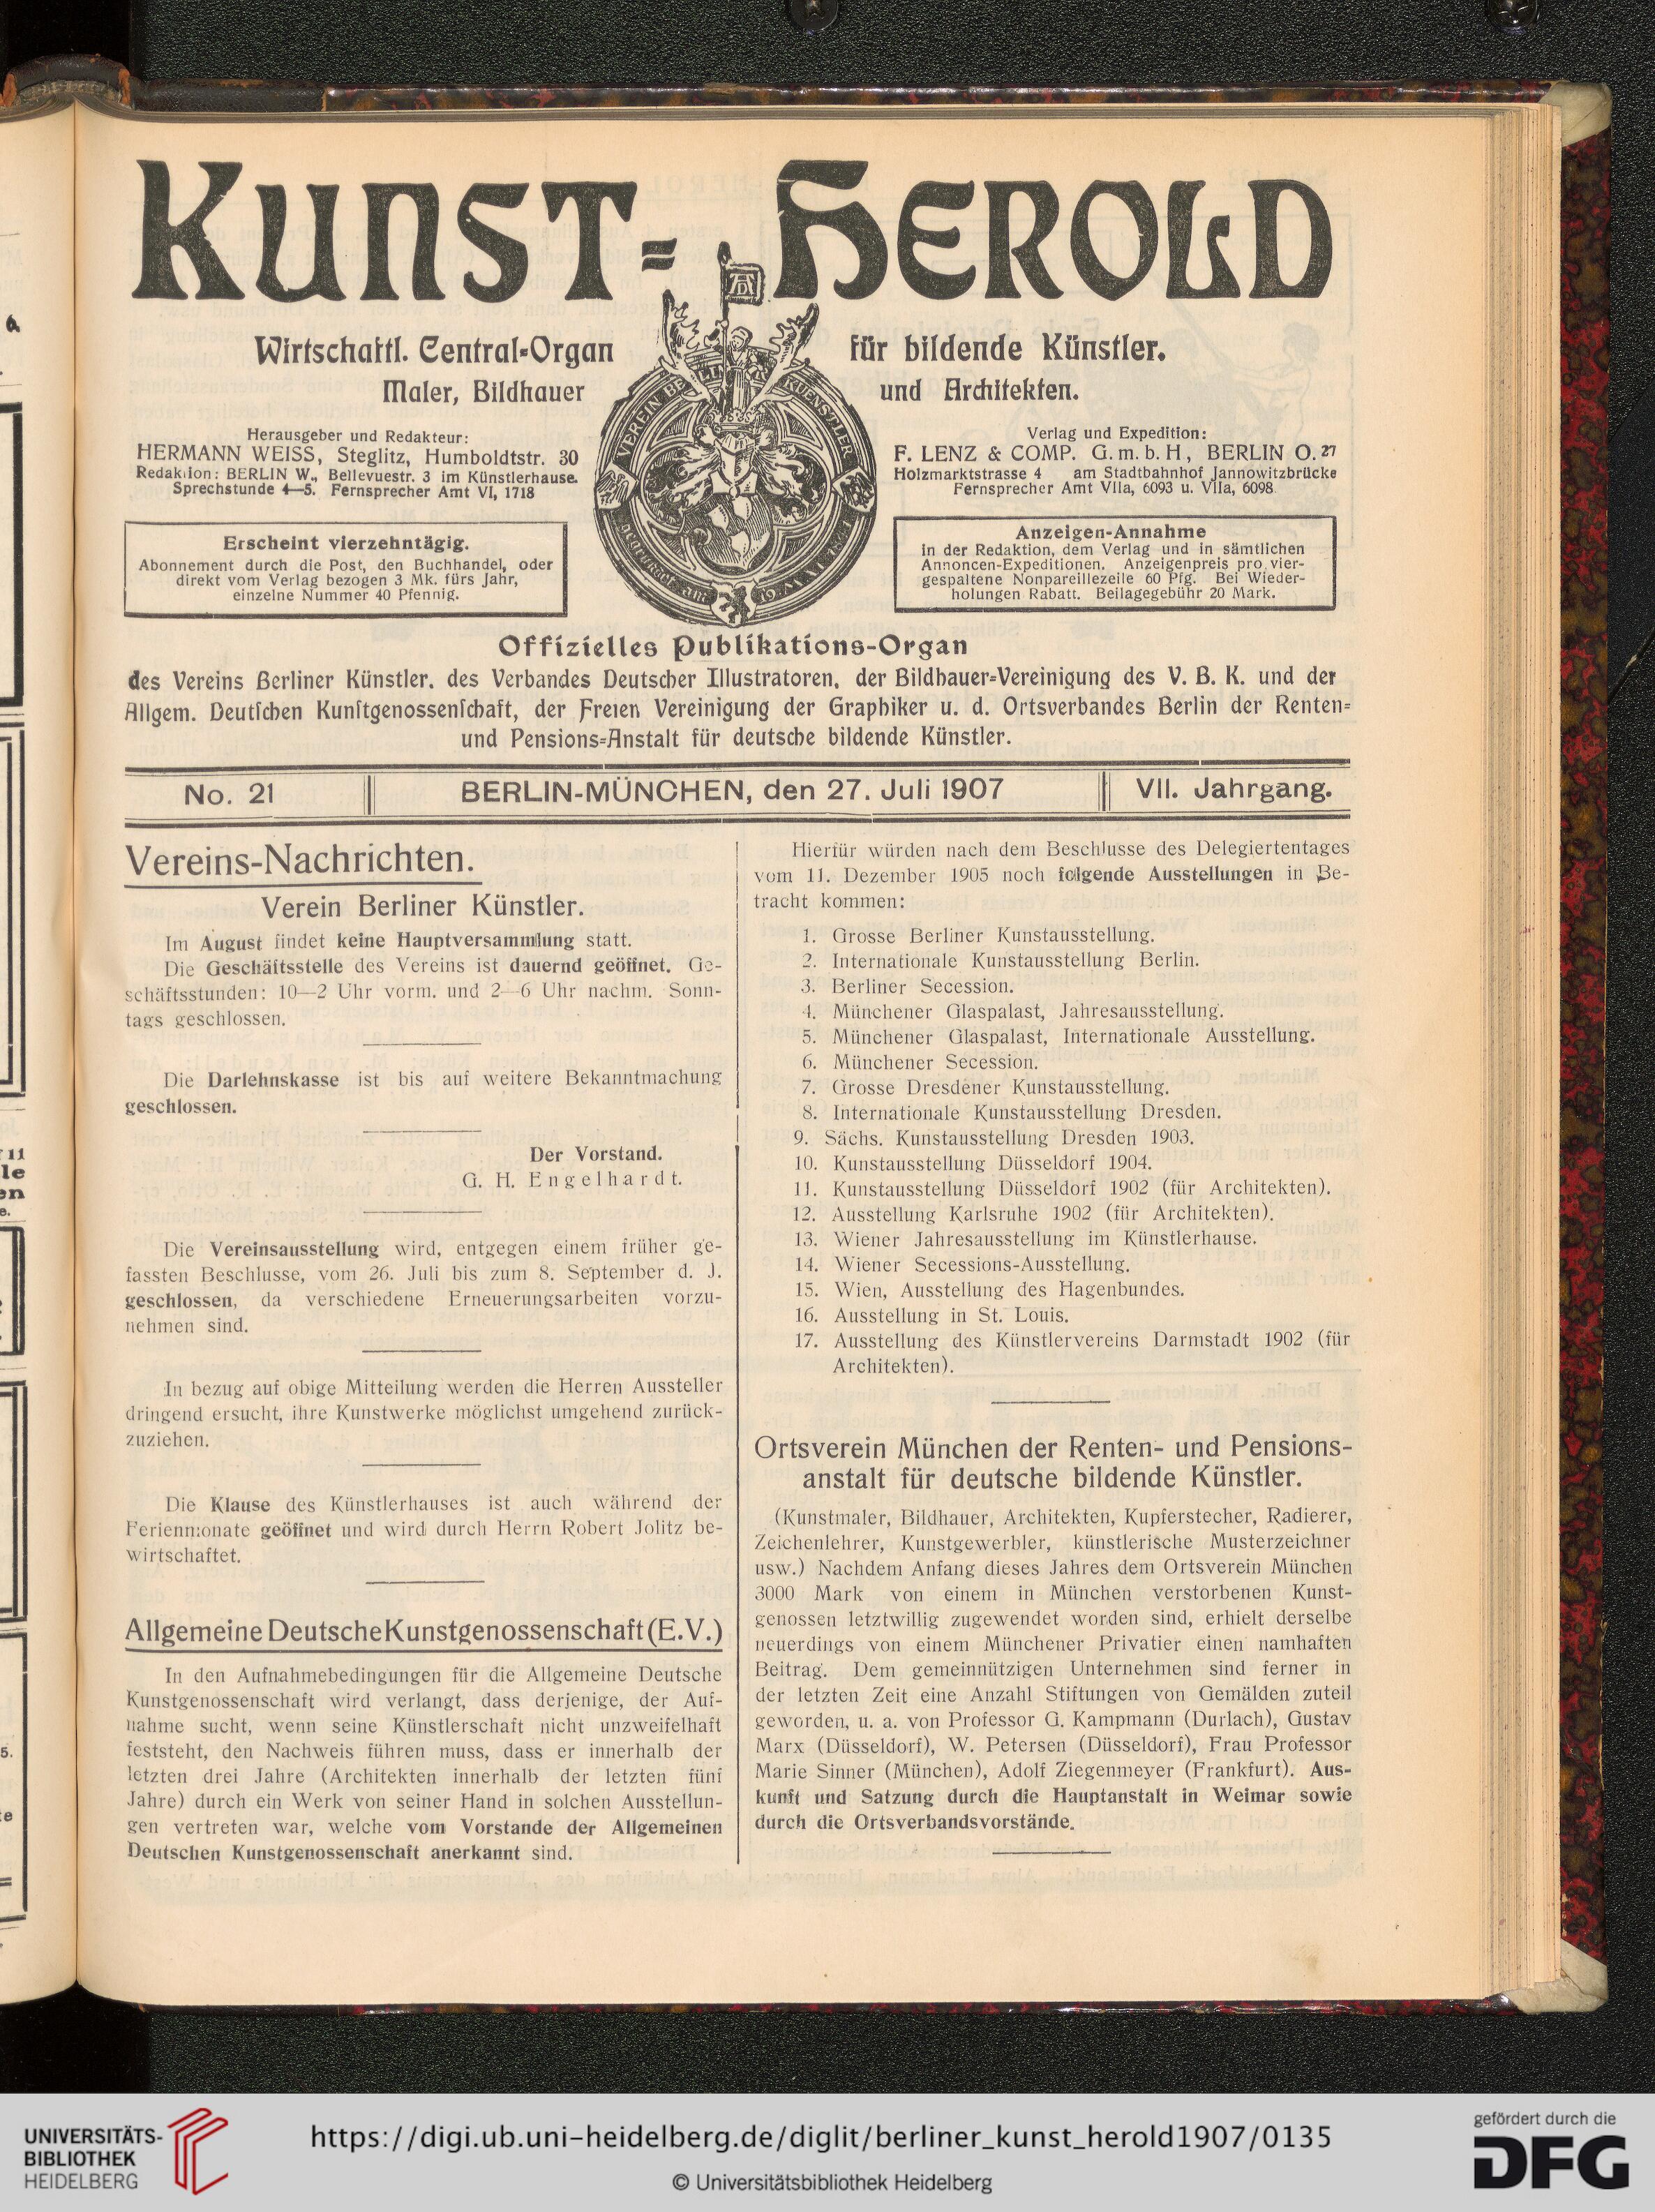 KUNST-HEROLD
Wirtschaftl. Central-Organ
für bildende Künstler.
Maler, Bildhauer
und Architekten.
Herausgeber und Redakteur:
HERMANN WEISS, Steglitz, Humboldtstr. 30
Redaktion: BERLIN W., Bellevuestr. 3 im Künstlerhause.
Sprechstunde 4—5. Fernsprecher Amt VI, 1718
Verlag und Expedition:
F. LENZ & COMP. G. m. b. H, BERLIN O. 27
Holzmarktstrasse 4 am Stadtbahnhof Jannowitzbrücke
Fernsprecher Amt VIIa, 6093 u. VIIa, 6098
VEREIN BERLINER KUENSTLER
Erscheint vierzehntägig.
Abonnement durch die Post, den Buchhandel, oder
direkt vom Verlag bezogen 3 Mk. fürs Jahr,
einzelne Nummer 40 Pfennig.
Anzeigen-Annahme
in der Redaktion, dem Verlag und in sämtlichen
Annoncen-Expeditionen. Anzeigenpreis pro vier-
gespaltene Nonpareillezeile 60 Pfg. Bei Wieder-
holungen Rabatt. Beilagegebühr 20 Mark.
Offizielles Publikations-Organ
des Vereins Berliner Künstler, des Verbandes Deutscher Illustratoren, der Bildhauer-Vereinigung des V. B. K. und der
Allgem. Deutschen Kunstgenossenschaft, der Freien Vereinigung der Graphiker u. d. Ortsverbandes Berlin der Renten-
und Pensions-Anstalt für deutsche bildende Künstler.
No. 21
BERLIN-MÜNCHEN, den 27. Juli 1907
VII. Jahrgang.
Vereins-Nachrichten.
Verein Berliner Künstler.
Im August findet keine Hauptversammlung statt.
Die Geschäftsstelle des Vereins ist dauernd geöffnet. Ge-
schäftsstunden: 10—2 Uhr vorm. und 2—6 Uhr nachm. Sonn-
tags geschlossen.
Die Darlehnskasse ist bis auf weitere Bekanntmachung
geschlossen.
Der Vorstand.
G. H. Engelhardt.
Die Vereinsausstellung wird, entgegen einem früher ge-
fassten Beschlusse, vom 26. Juli bis zum 8. September d. J.
geschlossen, da verschiedene Erneuerungsarbeiten vorzu-
nehmen sind.
In bezug auf obige Mitteilung werden die Herren Aussteller
dringend ersucht, ihre Kunstwerke möglichst umgehend zurück-
zuziehen.
Die Klause des Künstlerhauses ist auch während der
Ferienmonate geöffnet und wird durch Herrn Robert Jolitz be-
wirtschaftet.
Allgemeine Deutsche Kunstgenossenschaft (E.V.)
In den Aufnahmebedingungen für die Allgemeine Deutsche
Kunstgenossenschaft wird verlangt, dass derjenige, der Auf-
nahme sucht, wenn seine Künstlerschaft nicht unzweifelhaft
feststeht, den Nachweis führen muss, dass er innerhalb der
letzten drei Jahre (Architekten innerhalb der letzten fünf
Jahre) durch ein Werk von seiner Hand in solchen Ausstellun-
gen vertreten war, welche vom Vorstande der Allgemeinen
Deutschen Kunstgenossenschaft anerkannt sind.
Hierfür würden nach dem Beschlusse des Delegiertentages
vom 11. Dezember 1905 noch folgende Ausstellungen in Be-
tracht kommen:
1. Grosse Berliner Kunstausstellung.
2. Internationale Kunstausstellung Berlin.
3. Berliner Secession.
4. Münchener Glaspalast, Jahresausstellung.
5. Münchener Glaspalast, Internationale Ausstellung.
6. Münchener Secession.
7. Grosse Dresdener Kunstausstellung.
8. Internationale Kunstausstellung Dresden.
9. Sächs. Kunstausstellung Dresden 1903.
10. Kunstausstellung Düsseldorf 1904.
11. Kunstausstellung Düsseldorf 1902 (für Architekten).
12. Ausstellung Karlsruhe 1902 (für Architekten).
13. Wiener Jahresausstellung im Künstlerhause.
14. Wiener Secessions-Ausstellung.
15. Wien, Ausstellung des Hagenbundes.
16. Ausstellung in St. Louis.
17. Ausstellung des Künstlervereins Darmstadt 1902 (für
Architekten).
Ortsverein München der Renten- und Pensions-
anstalt für deutsche bildende Künstler.
(Kunstmaler, Bildhauer, Architekten, Kupferstecher, Radierer,
Zeichenlehrer, Kunstgewerbler, künstlerische Musterzeichner
usw.) Nachdem Anfang dieses Jahres dem Ortsverein München
3000 Mark von einem in München verstorbenen Kunst-
genossen letztwillig zugewendet worden sind, erhielt derselbe
neuerdings von einem Münchener Privatier einen namhaften
Beitrag. Dem gemeinnützigen Unternehmen sind ferner in
der letzten Zeit eine Anzahl Stiftungen von Gemälden zuteil
geworden, u. a. von Professor G. Kampmann (Durlach), Gustav
Marx (Düsseldorf), W. Petersen (Düsseldorf), Frau Professor
Marie Sinner (München), Adolf Ziegenmeyer (Frankfurt). Aus-
kunft und Satzung durch die Hauptanstalt in Weimar sowie
durch die Ortsverbandsvorstände.
UNIVERSITÄTS-
BIBLIOTHEK
HEIDELBERG
https://digi.ub.uni-heidelberg.de/diglit/berliner_kunst_herold1907/0135
© Universitätsbibliothek Heidelberg
gefördert durch die
DFG